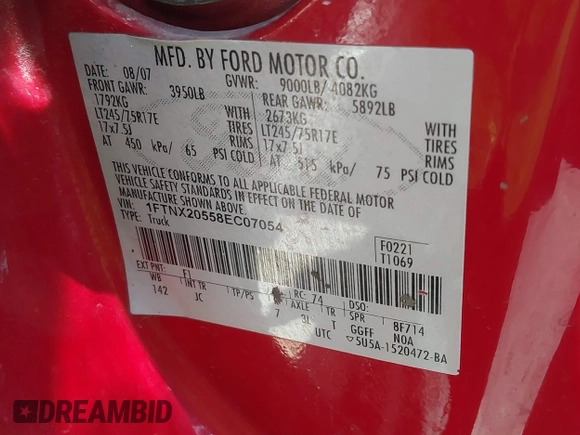 MFD. BY FORD MOTOR CO.
DATE: 08/07 GVWR: 9000LB/ 4082KG
FRONT GAWR: 3950LB REAR GAWR: 5892LB
1792KG WITH 2673KG WITH
LT245/75R17E TIRES LT245/75R17E TIRES
17x7.5J RIMS 17x7.5J RIMS
AT 450 kPa/ 65 PSI COLD AT 515 kPa/ 75 PSI COLD
THIS VEHICLE CONFORMS TO ALL APPLICABLE FEDERAL MOTOR
VEHICLE SAFETY STANDARDS IN EFFECT ON THE DATE OF
MANUFACTURE SHOWN ABOVE.
VIN: 1FTNX20558EC07054
TYPE: Truck
F0221
T1069
EXT PNT: F1 RC: 74 DSO:
WB INT TR TP/PS AXLE TR SPR 8F714
142 JC 7 T GGFF NOA
UTC 5U5A-1520472-BA
DREAMBID